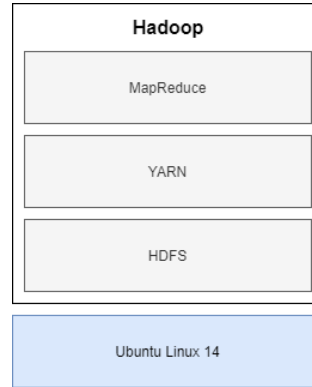 Hadoop
MapReduce
YARN
HDFS
Ubuntu Linux 14